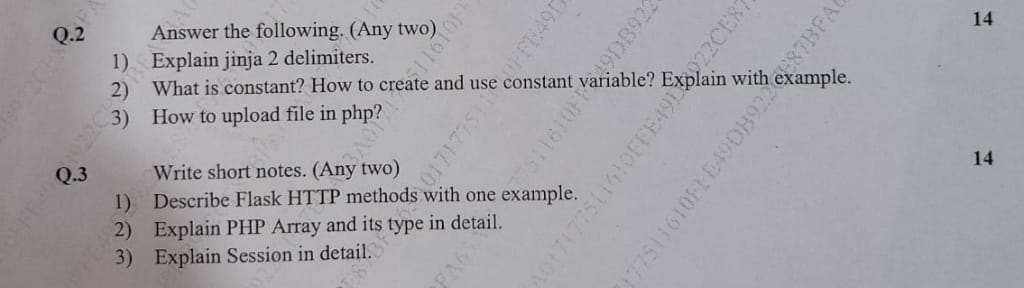 Q.2 Answer the following. (Any two) 14
1) Explain jinja 2 delimiters.
2) What is constant? How to create and use constant variable? Explain with example.
3) How to upload file in php?
Q.3 Write short notes. (Any two) 14
1) Describe Flask HTTP methods with one example.
2) Explain PHP Array and its type in detail.
3) Explain Session in detail.